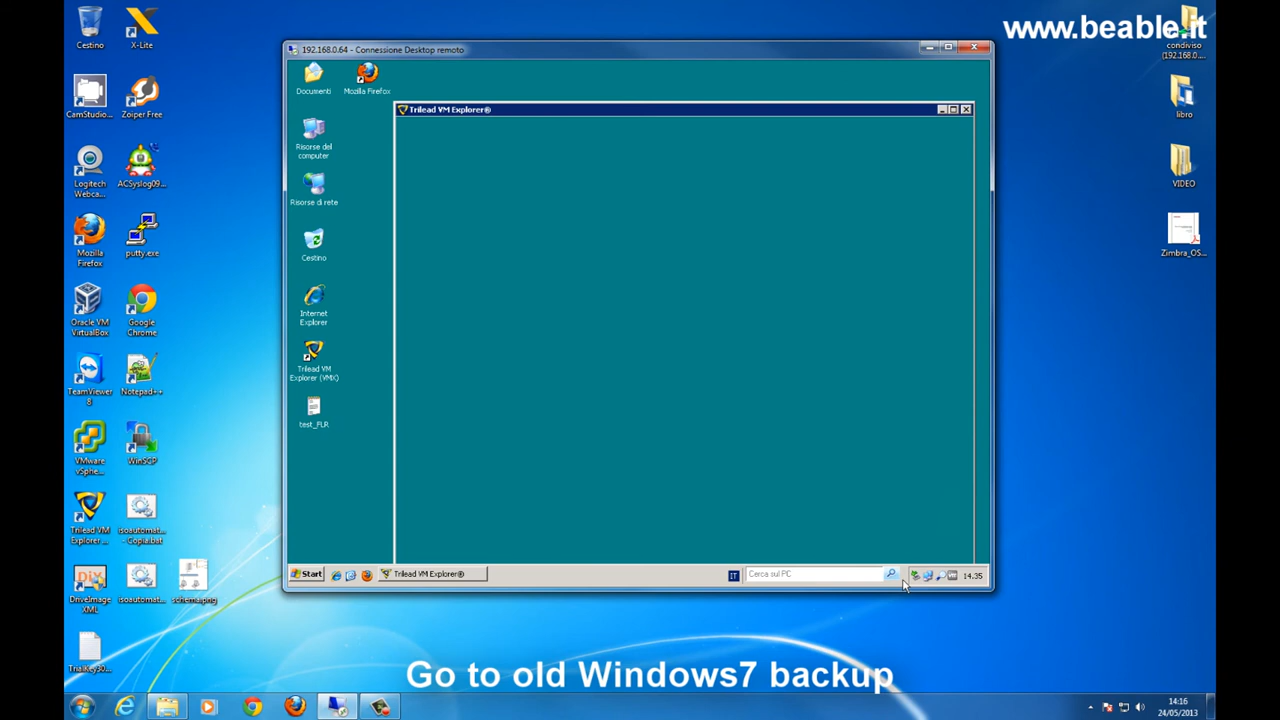 www.beable.it
Cestino
X-Lite
CamStudio...
Zoiper Free
Logitech
Webca...
ACSyslog09...
Mozilla
Firefox
putty.exe
Oracle VM
VirtualBox
Google
Chrome
TeamViewer
8
Notepad++
VMware
vSphe...
WinSCP
Trilead VM
Explorer ...
isoautomat...
- Copia.bat
DriveImage
XML
isoautomat...
schema.png
TrialKey30...
192.168.0.64 - Connessione Desktop remoto
Documenti
Mozilla Firefox
Trilead VM Explorer®
Risorse del
computer
Risorse di rete
Cestino
Internet
Explorer
Trilead VM
Explorer (VMX)
test_FLR
Start
Trilead VM Explorer®
IT
Cerca sul PC
14.35
condiviso
(192.168.0....
libro
VIDEO
Zimbra_OS...
Go to old Windows7 backup
14:16
24/05/2013